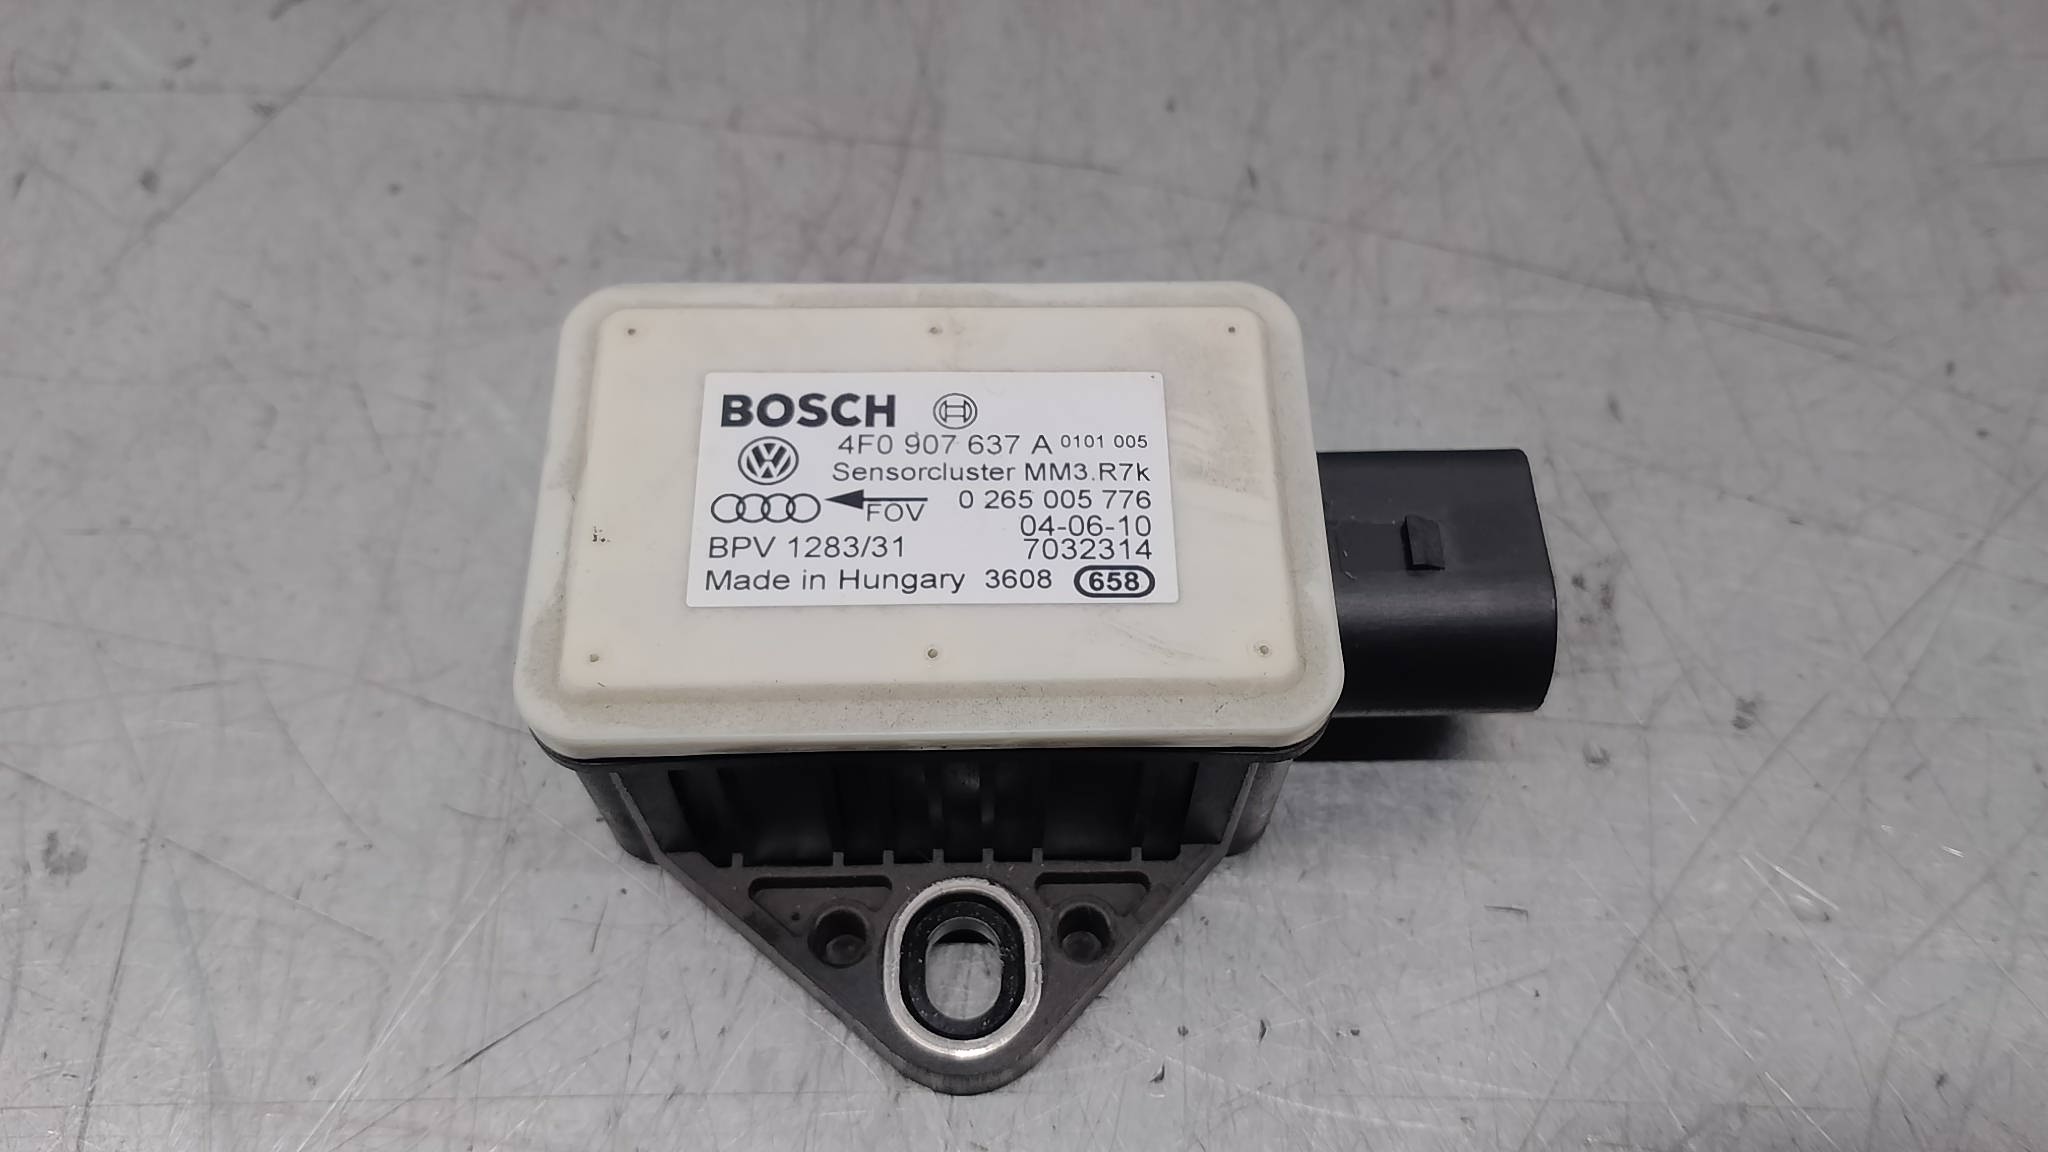 BOSCH
4F0 907 637 A 0101 005
Sensorcluster MM3.R7k
FOV 0 265 005 776
04-06-10
BPV 1283/31 7032314
Made in Hungary 3608 658